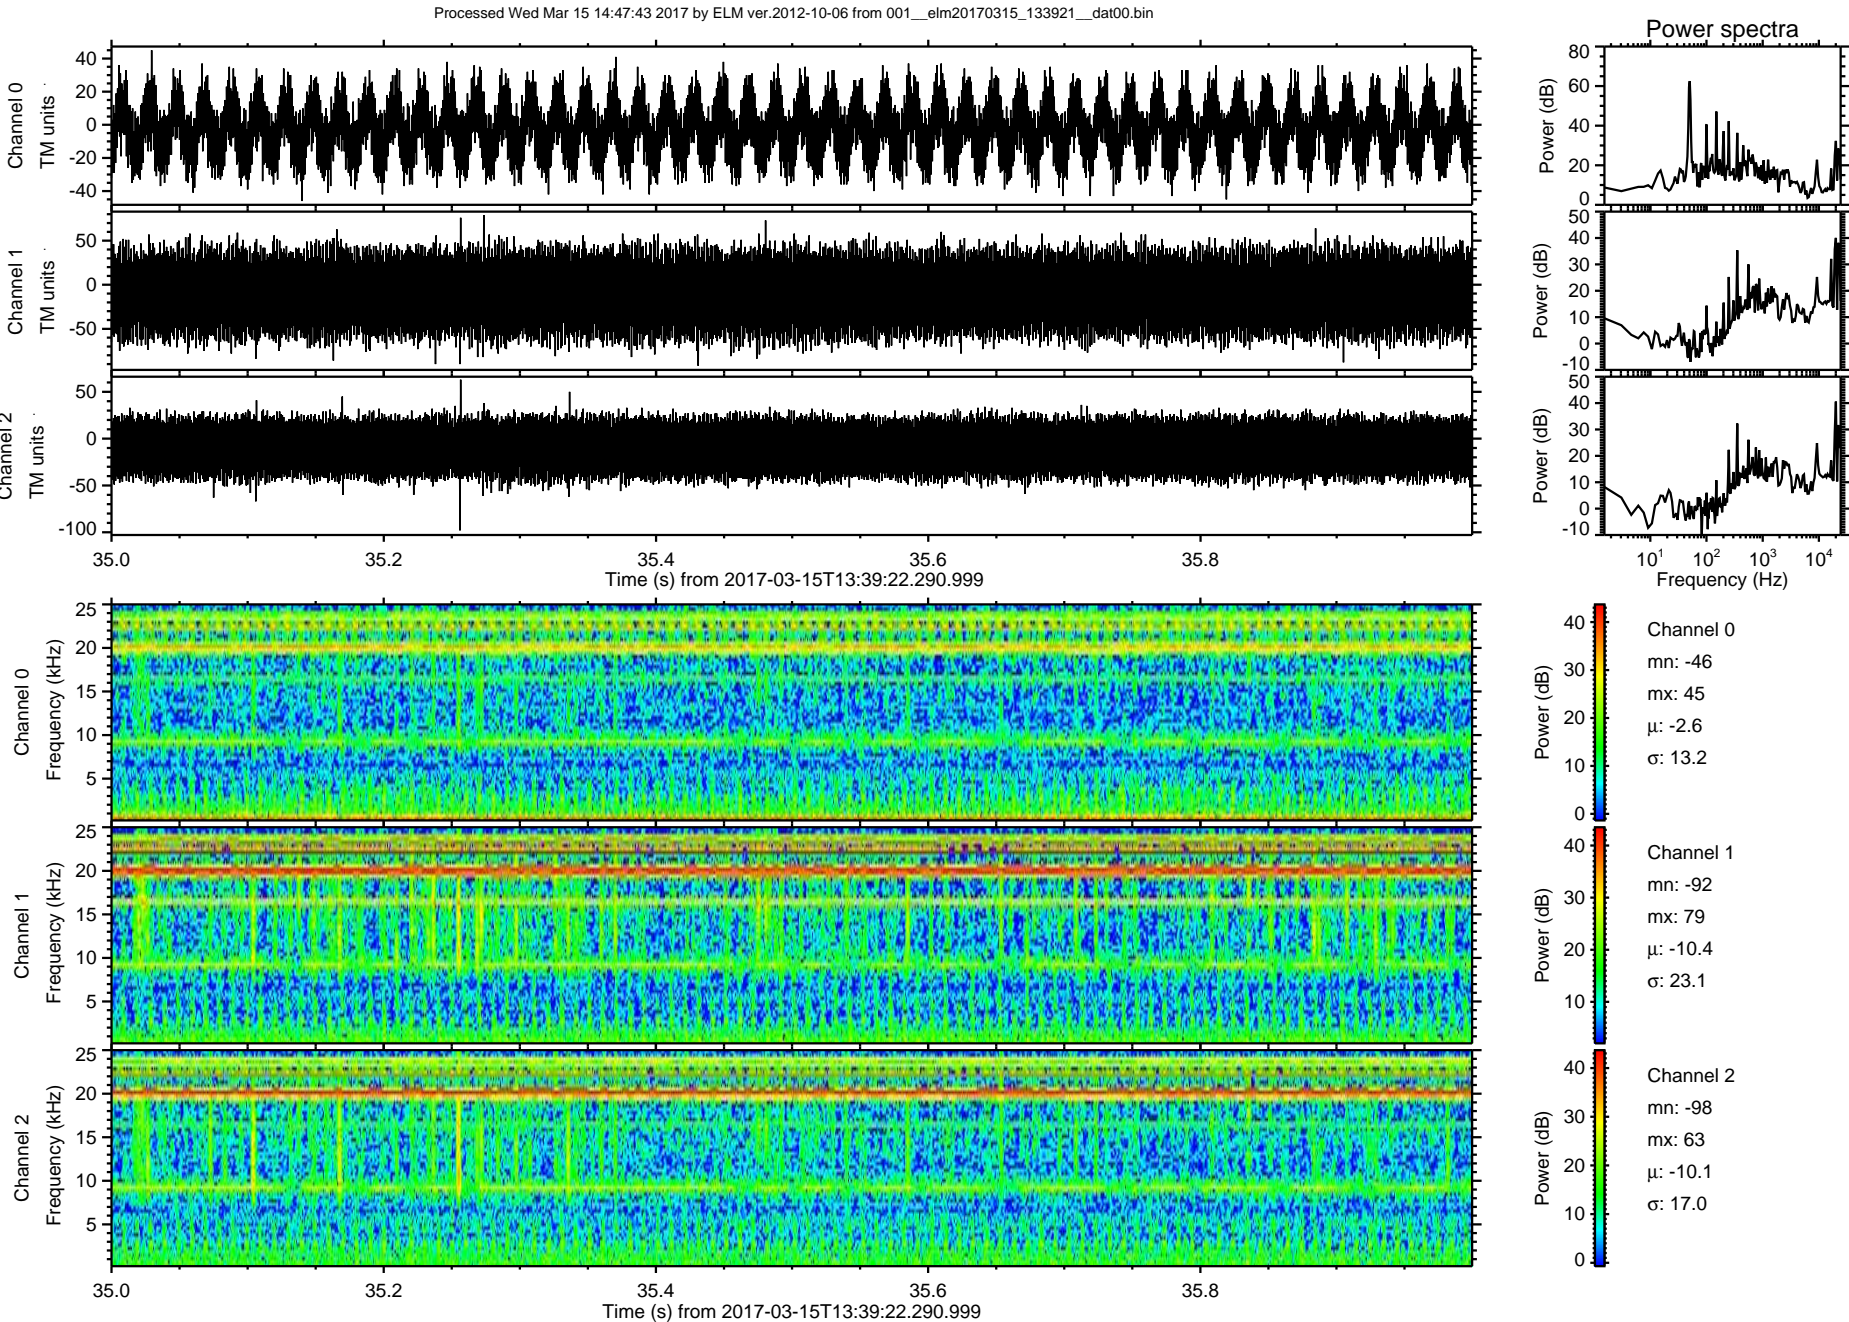 Processed Wed Mar 15 14:47:43 2017 by ELM ver.2012-10-06 from 001__elm20170315_133921__dat00.bin
Power spectra
Channel 0
TM units
40
20
0
-20
-40
Power (dB)
80
60
40
20
0
Channel 1
TM units
50
0
-50
Power (dB)
50
40
30
20
10
0
-10
Channel 2
TM units
50
0
-50
-100
Power (dB)
50
40
30
20
10
0
-10
35.0 35.2 35.4 35.6 35.8
Time (s) from 2017-03-15T13:39:22.290.999
10^1 10^2 10^3 10^4
Frequency (Hz)
Channel 0
Frequency (kHz)
25
20
15
10
5
Power (dB)
40
30
20
10
0
Channel 0
mn: -46
mx: 45
μ: -2.6
σ: 13.2
Channel 1
Frequency (kHz)
25
20
15
10
5
Power (dB)
40
30
20
10
Channel 1
mn: -92
mx: 79
μ: -10.4
σ: 23.1
Channel 2
Frequency (kHz)
25
20
15
10
5
Power (dB)
40
30
20
10
0
Channel 2
mn: -98
mx: 63
μ: -10.1
σ: 17.0
35.0 35.2 35.4 35.6 35.8
Time (s) from 2017-03-15T13:39:22.290.999